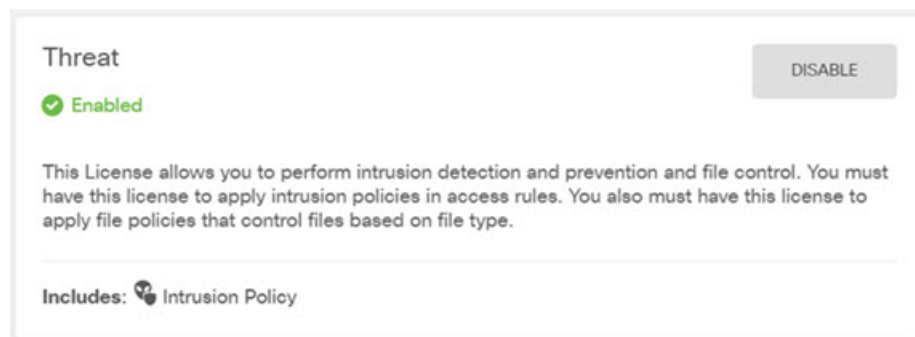 Threat
DISABLE
Enabled
This License allows you to perform intrusion detection and prevention and file control. You must
have this license to apply intrusion policies in access rules. You also must have this license to
apply file policies that control files based on file type.
Includes: Intrusion Policy